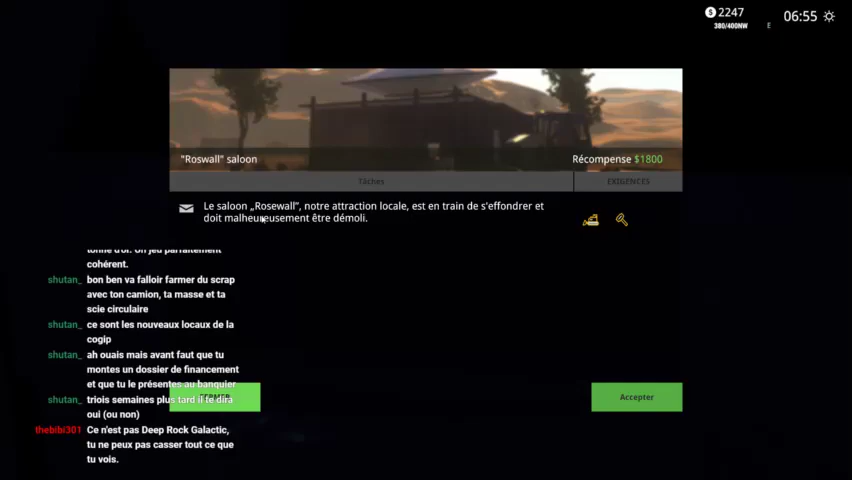 2247
380/400NW
E
06:55
"Roswall" saloon
Récompense $1800
Tâches
EXIGENCES
Le saloon „Rosewall”, notre attraction locale, est en train de s'effondrer et
doit malheureusement être démoli.
tonne d'or. Un jeu parfaitement
cohérent.
shutan_ bon ben va falloir farmer du scrap
avec ton camion, ta masse et ta
scie circulaire
shutan_ ce sont les nouveaux locaux de la
cogip
shutan_ ah ouais mais avant faut que tu
montes un dossier de financement
et que tu le présentes au banquier
shutan_ triois semaines plus tard il te dira
oui (ou non)
Accepter
thebibi301 Ce n'est pas Deep Rock Galactic,
tu ne peux pas casser tout ce que
tu vois.